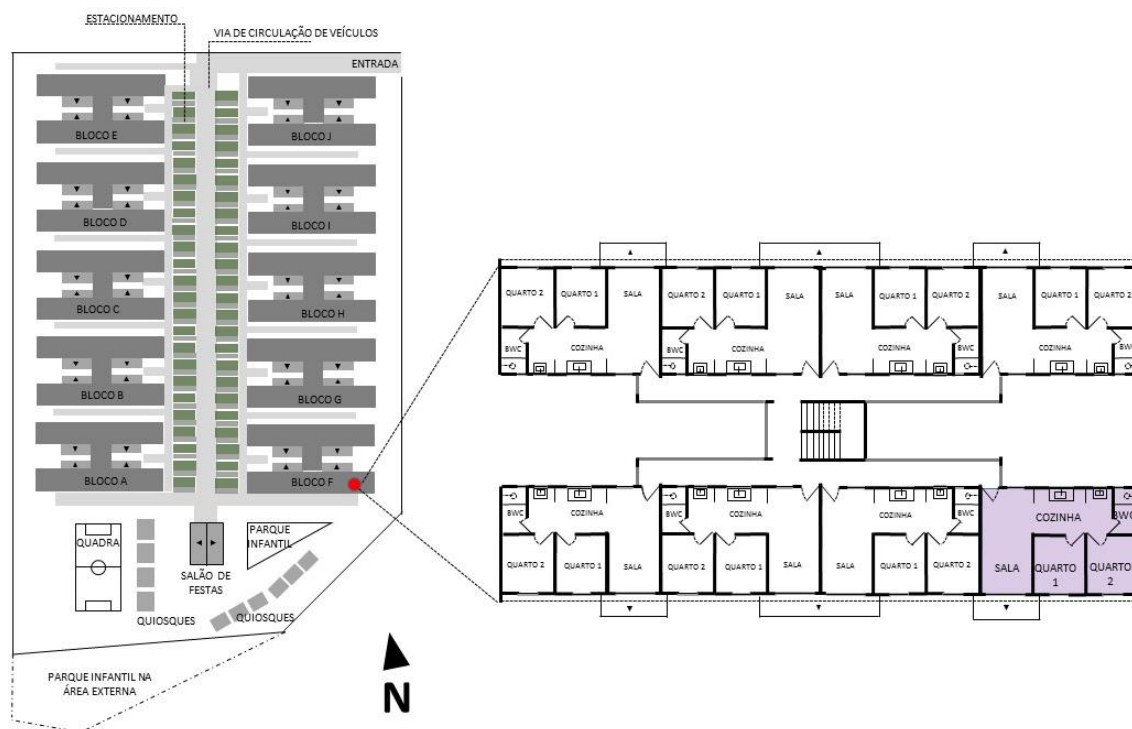 ESTACIONAMENTO
VIA DE CIRCULAÇÃO DE VEÍCULOS
ENTRADA
BLOCO E
BLOCO J
BLOCO D
BLOCO I
BLOCO C
BLOCO H
BLOCO B
BLOCO G
BLOCO A
BLOCO F
QUADRA
PARQUE
INFANTIL
SALÃO DE
FESTAS
QUIOSQUES
QUIOSQUES
PARQUE INFANTIL NA
ÁREA EXTERNA
N
QUARTO 2 QUARTO 1 SALA QUARTO 2 QUARTO 1 SALA SALA QUARTO 1 QUARTO 2 SALA QUARTO 1 QUARTO 2
BWC COZINHA BWC COZINHA COZINHA BWC COZINHA BWC
BWC COZINHA BWC COZINHA COZINHA BWC COZINHA BWC
QUARTO 2 QUARTO 1 SALA QUARTO 2 QUARTO 1 SALA SALA QUARTO 1 QUARTO 2 SALA QUARTO 1 QUARTO 2